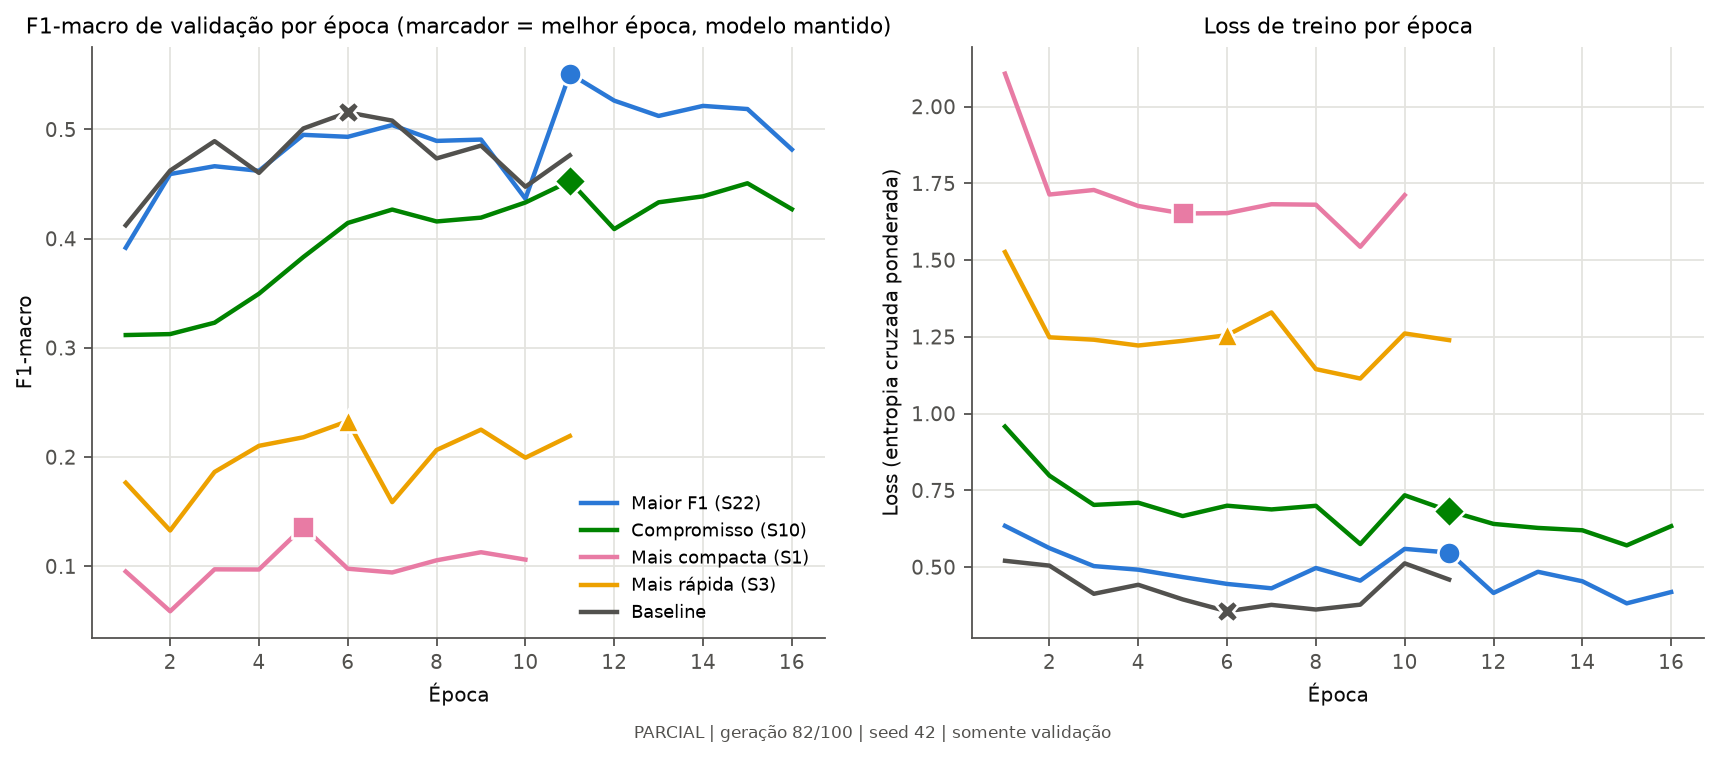 F1-macro de validação por época (marcador = melhor época, modelo mantido)
F1-macro
0.5
0.4
0.3
0.2
0.1
2 4 6 8 10 12 14 16
Época
Maior F1 (S22)
Compromisso (S10)
Mais compacta (S1)
Mais rápida (S3)
Baseline
Loss de treino por época
Loss (entropia cruzada ponderada)
2.00
1.75
1.50
1.25
1.00
0.75
0.50
2 4 6 8 10 12 14 16
Época
PARCIAL | geração 82/100 | seed 42 | somente validação